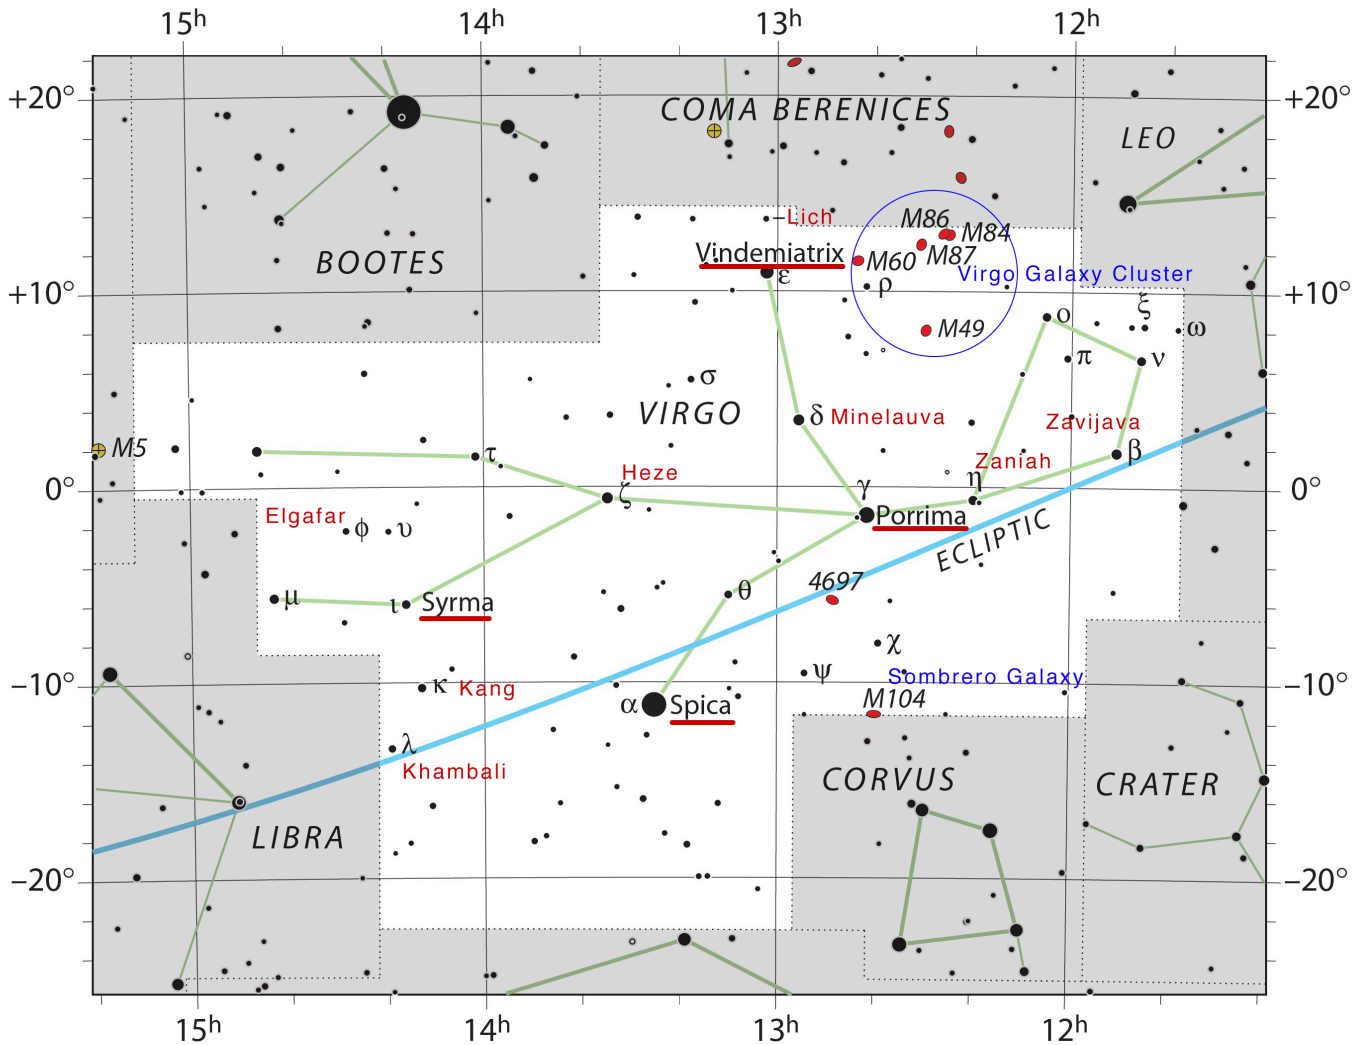 15h 14h 13h 12h
+20° +20°
COMA BERENICES
LEO
M86
–Lich
M84
Vindemiatrix
M87
M60
BOOTES
ε
Virgo Galaxy Cluster
ρ
+10° +10°
ξ
ο
M49
ω
π
ν
σ
VIRGO
δ Minelauva
Zavijava
M5
τ
β
Zaniah
Heze
η
γ
0° ζ 0°
Elgafar
Porrima
φ υ
ECLIPTIC
4697
θ
μ
ι Syrma
χ
ψ
Sombrero Galaxy
κ Kang
–10° –10°
α Spica
M104
λ
Khambali
CORVUS
CRATER
LIBRA
–20° –20°
15h 14h 13h 12h